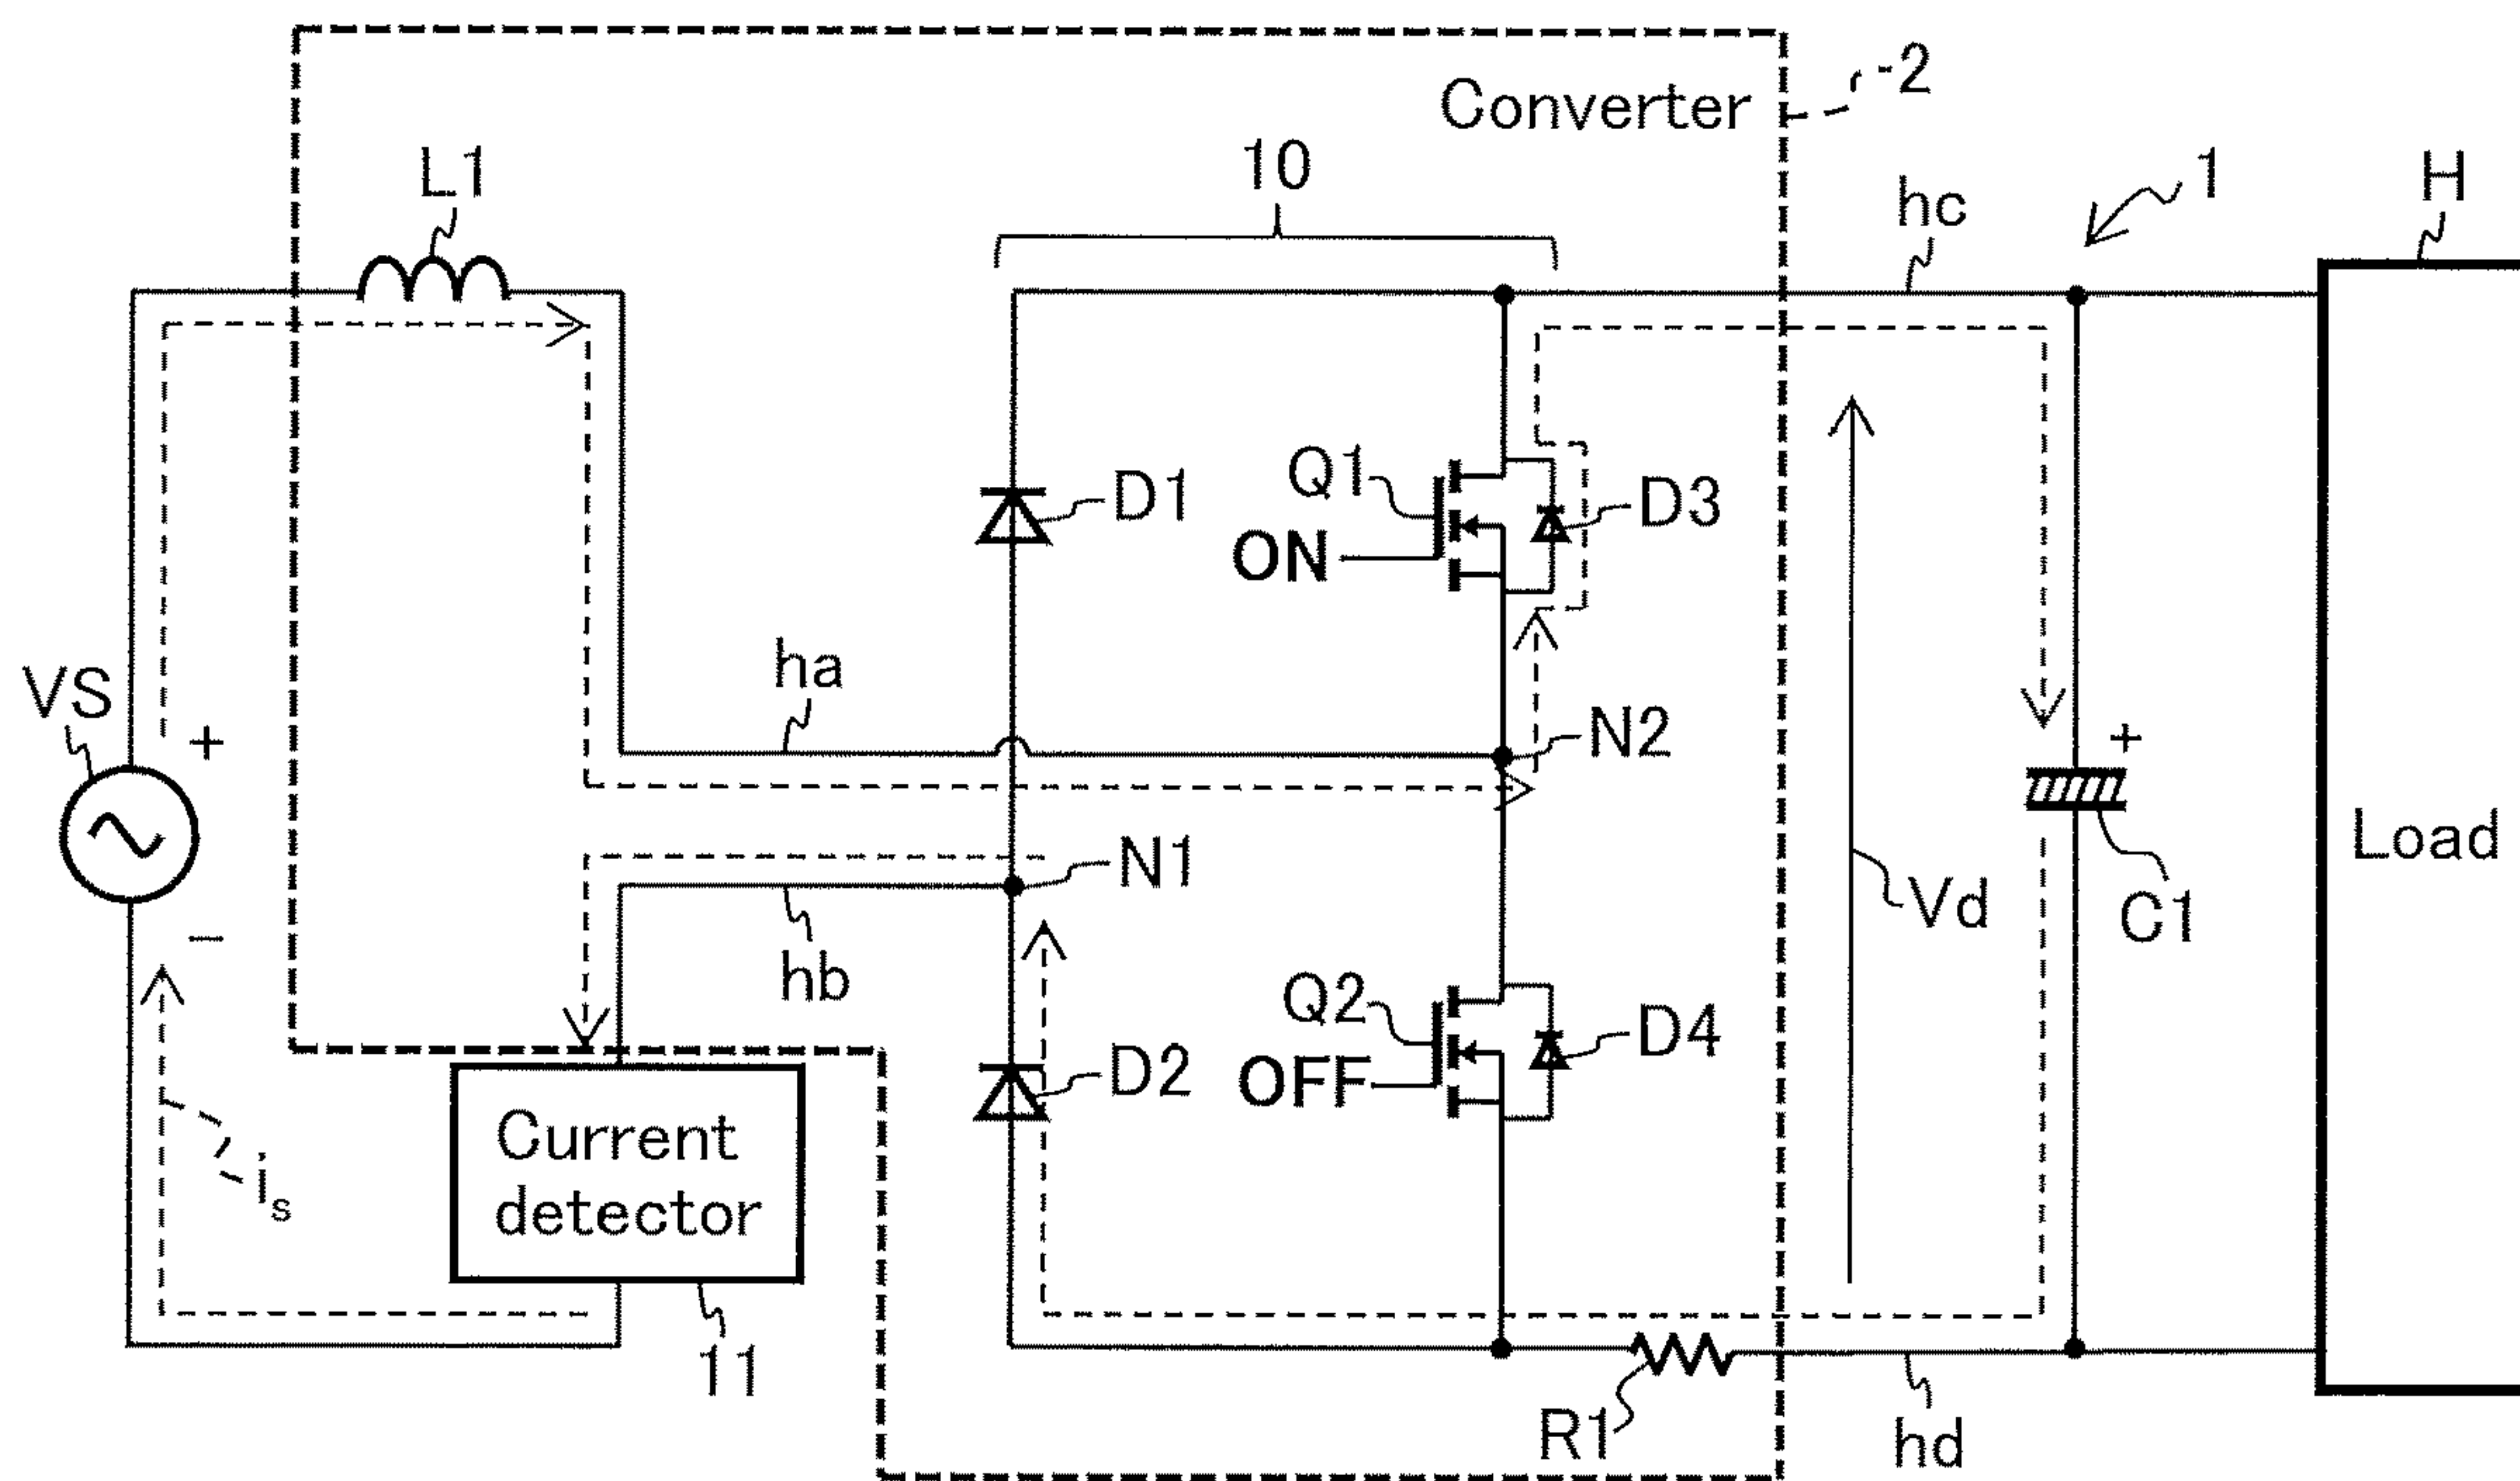 2
Converter
10
L1
hc
1
H
Q1
D1
D3
ON
ha
VS
+
N2
+
N1
Load
Vd
C1
−
hb
Q2
D4
D2
OFF
Current
detector
is
11
R1
hd